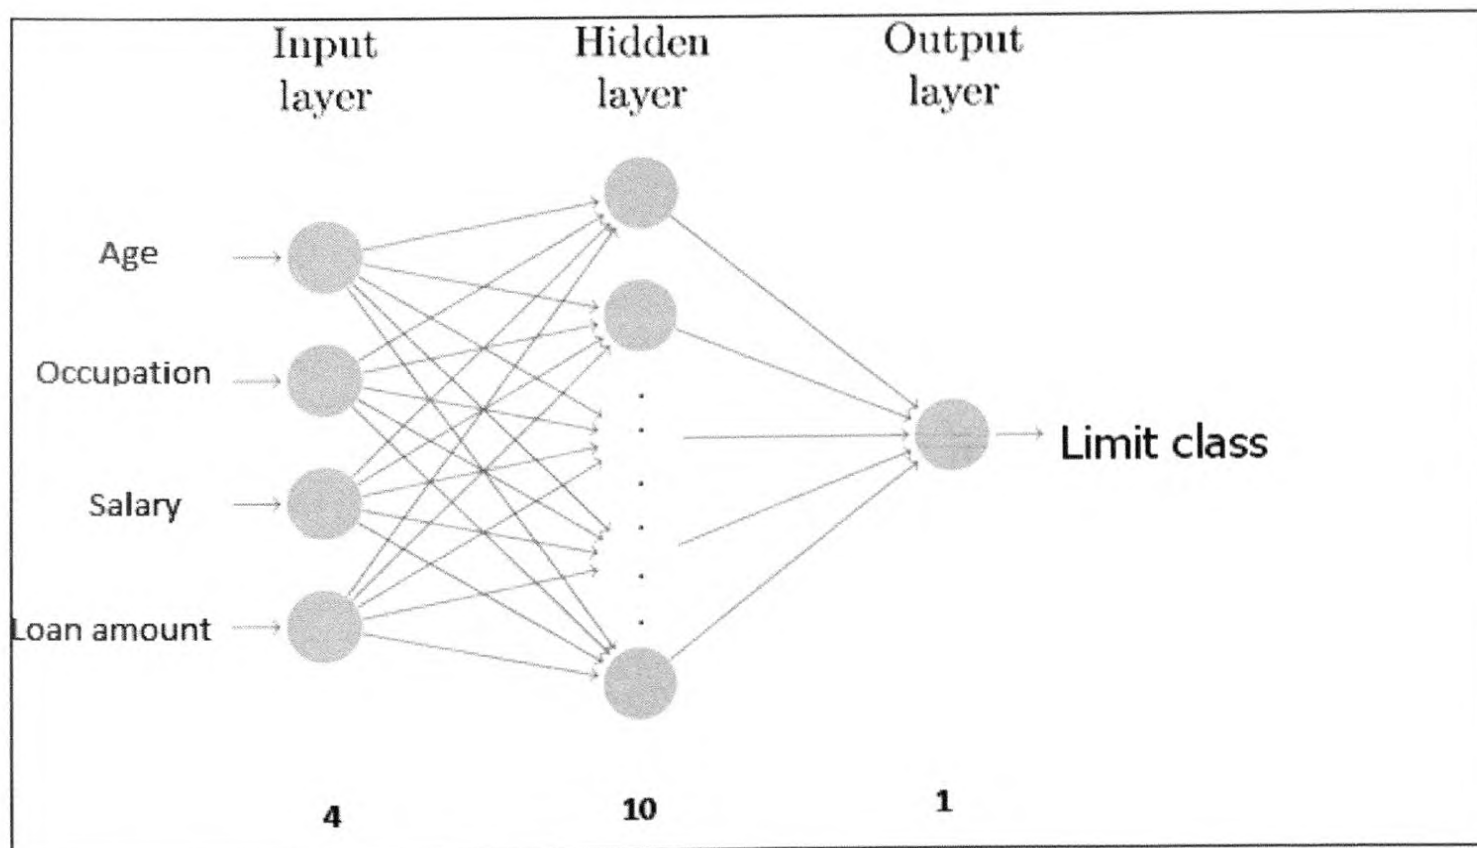 Input
layer
Hidden
layer
Output
layer
Age
Occupation
Salary
Loan amount
Limit class
4
10
1